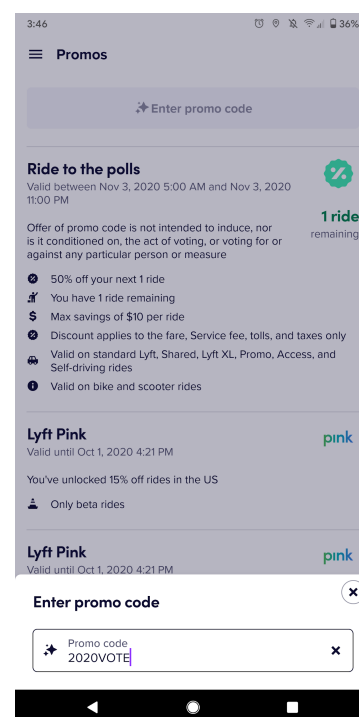 3:46
36%
Promos
Enter promo code
Ride to the polls
Valid between Nov 3, 2020 5:00 AM and Nov 3, 2020
11:00 PM
1 ride
remaining
Offer of promo code is not intended to induce, nor
is it conditioned on, the act of voting, or voting for or
against any particular person or measure
50% off your next 1 ride
You have 1 ride remaining
Max savings of $10 per ride
Discount applies to the fare, Service fee, tolls, and taxes only
Valid on standard Lyft, Shared, Lyft XL, Promo, Access, and
Self-driving rides
Valid on bike and scooter rides
Lyft Pink
pink
Valid until Oct 1, 2020 4:21 PM
You've unlocked 15% off rides in the US
Only beta rides
Lyft Pink
pink
Valid until Oct 1, 2020 4:21 PM
Enter promo code
Promo code
2020VOTE